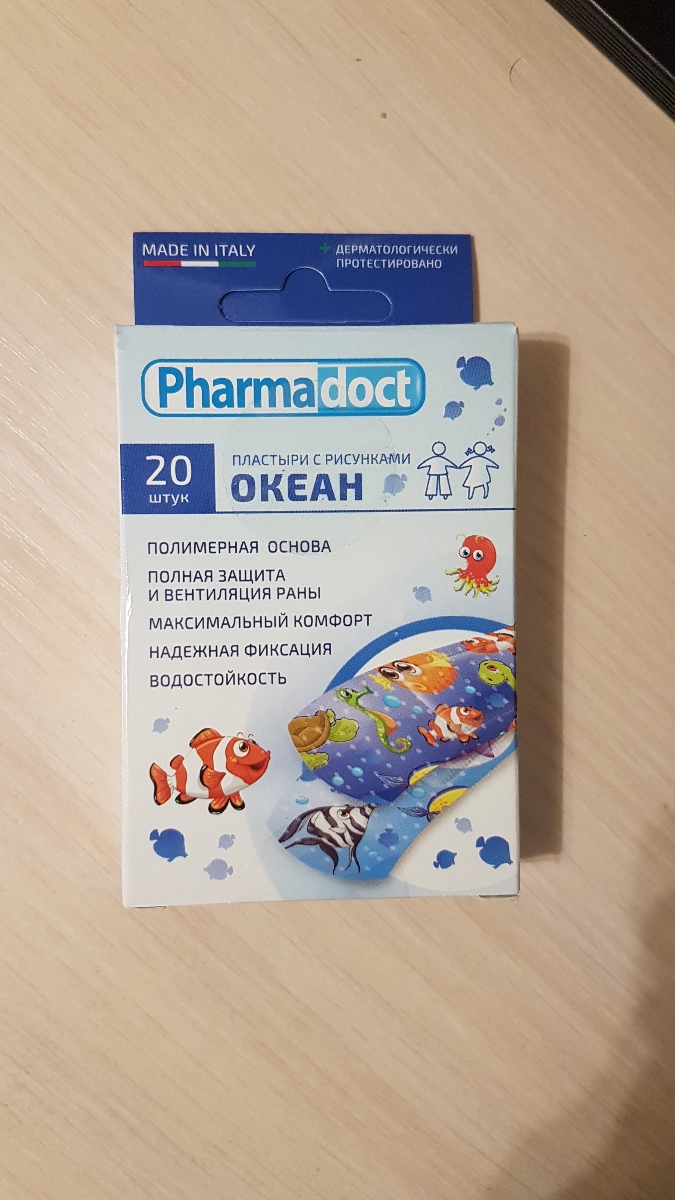 MADE IN ITALY
+ ДЕРМАТОЛОГИЧЕСКИ
ПРОТЕСТИРОВАНО
Pharmadoct
20
штук
ПЛАСТЫРИ С РИСУНКАМИ
ОКЕАН
ПОЛИМЕРНАЯ ОСНОВА
ПОЛНАЯ ЗАЩИТА
И ВЕНТИЛЯЦИЯ РАНЫ
МАКСИМАЛЬНЫЙ КОМФОРТ
НАДЕЖНАЯ ФИКСАЦИЯ
ВОДОСТОЙКОСТЬ